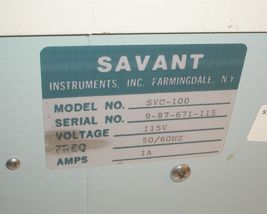 SAVANT
INSTRUMENTS, INC. FARMINGDALE, N.Y.
MODEL NO. SVC-100
SERIAL NO. 9-87-671-115
VOLTAGE 115V
FREQ 50/60HZ
AMPS 1A